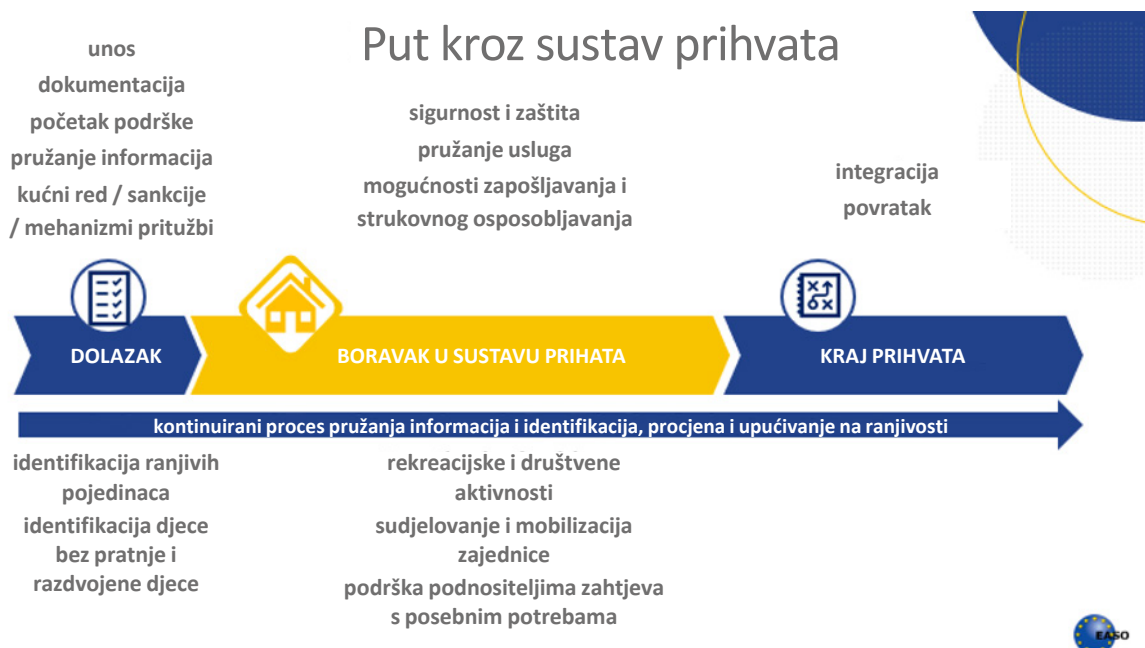 Put kroz sustav prihvata
unos
dokumentacija
početak podrške
pružanje informacija
kućni red / sankcije
/ mehanizmi pritužbi
sigurnost i zaštita
pružanje usluga
mogućnosti zapošljavanja i
strukovnog osposobljavanja
integracija
povratak
DOLAZAK
BORAVAK U SUSTAVU PRIHATA
KRAJ PRIHVATA
kontinuirani proces pružanja informacija i identifikacija, procjena i upućivanje na ranjivosti
identifikacija ranjivih
pojedinaca
identifikacija djece
bez pratnje i
razdvojene djece
rekreacijske i društvene
aktivnosti
sudjelovanje i mobilizacija
zajednice
podrška podnositeljima zahtjeva
s posebnim potrebama
EASO